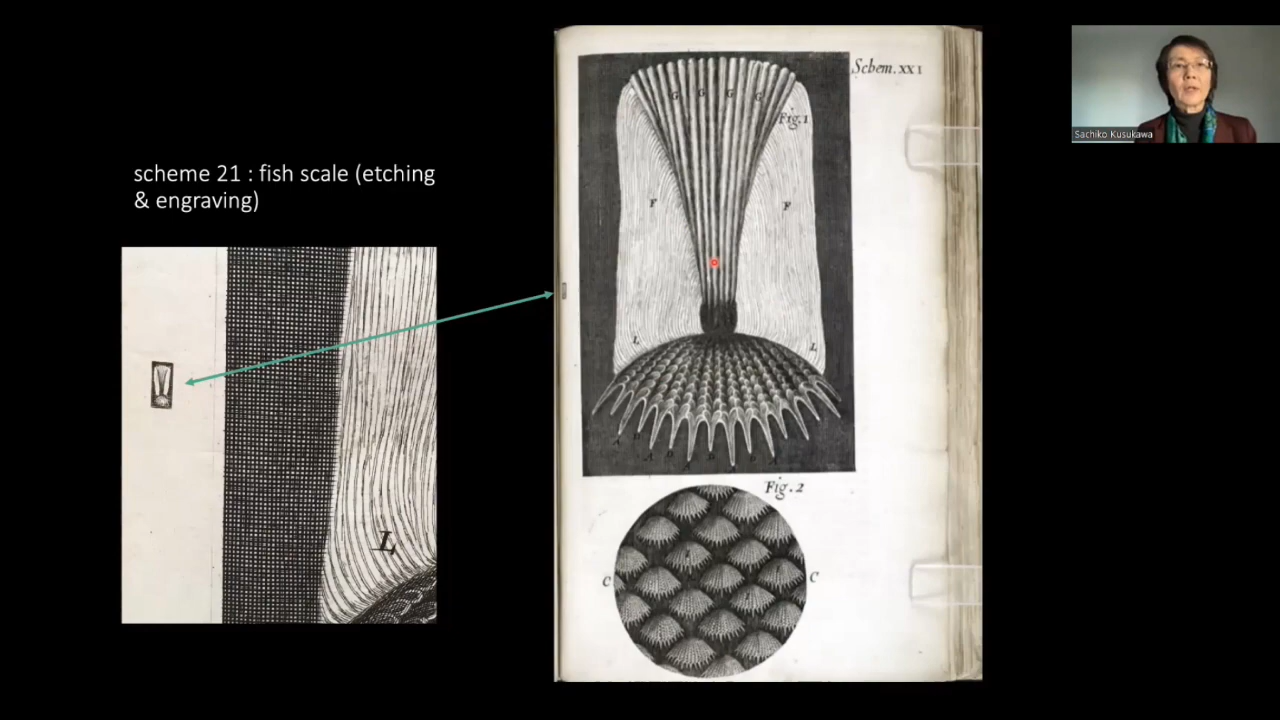 scheme 21 : fish scale (etching
& engraving)
L
Schem. XXI
G G G G
Fig. 1
F F
L L
A D A D A D A D A
Fig. 2
C C
Sachiko Kusukawa